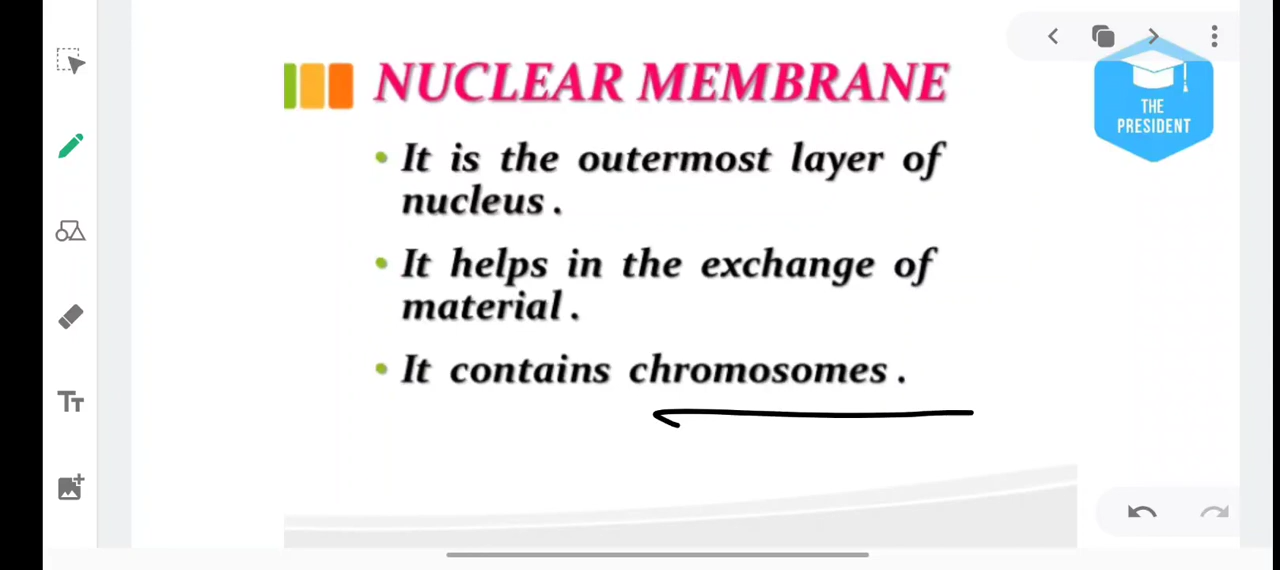 NUCLEAR MEMBRANE
• It is the outermost layer of
nucleus .
• It helps in the exchange of
material .
• It contains chromosomes .
THE
PRESIDENT
TT